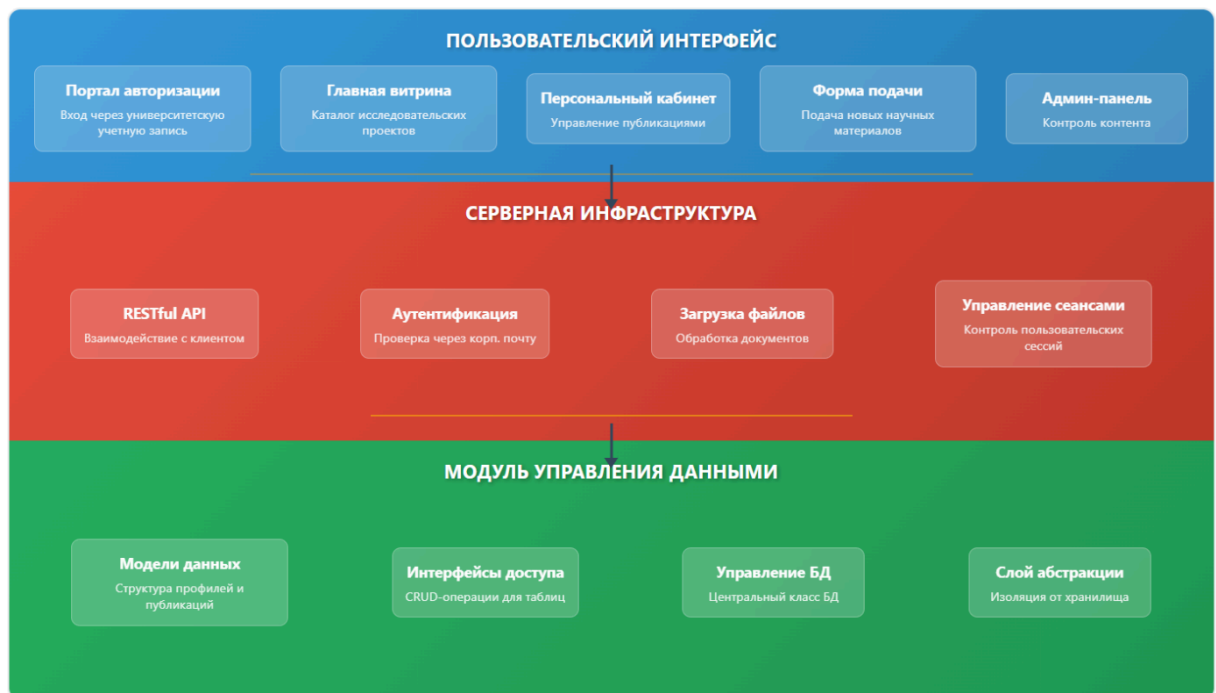 ПОЛЬЗОВАТЕЛЬСКИЙ ИНТЕРФЕЙС
Портал авторизации
Вход через университетскую
учетную запись
Главная витрина
Каталог исследовательских
проектов
Персональный кабинет
Управление публикациями
Форма подачи
Подача новых научных
материалов
Админ-панель
Контроль контента
СЕРВЕРНАЯ ИНФРАСТРУКТУРА
RESTful API
Взаимодействие с клиентом
Аутентификация
Проверка через корп. почту
Загрузка файлов
Обработка документов
Управление сеансами
Контроль пользовательских
сессий
МОДУЛЬ УПРАВЛЕНИЯ ДАННЫМИ
Модели данных
Структура профилей и
публикаций
Интерфейсы доступа
CRUD-операции для таблиц
Управление БД
Центральный класс БД
Слой абстракции
Изоляция от хранилища